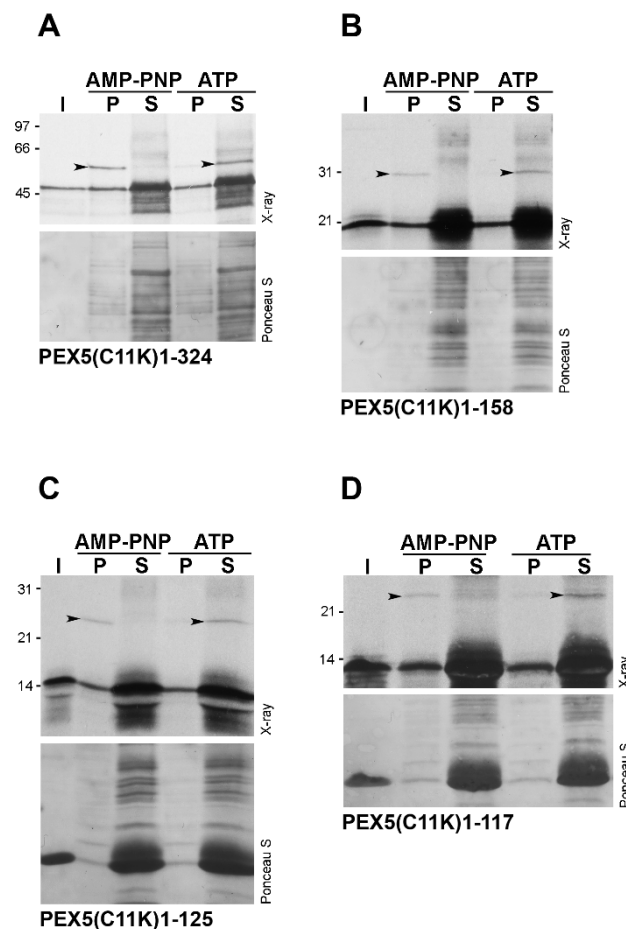 A
AMP-PNP ATP
I P S P S
97 -
66 -
45 -
X-ray
Ponceau S
PEX5(C11K)1-324
B
AMP-PNP ATP
I P S P S
31 -
21 -
X-ray
Ponceau S
PEX5(C11K)1-158
C
AMP-PNP ATP
I P S P S
31 -
21 -
14 -
X-ray
Ponceau S
PEX5(C11K)1-125
D
AMP-PNP ATP
I P S P S
21 -
14 -
X-ray
Ponceau S
PEX5(C11K)1-117